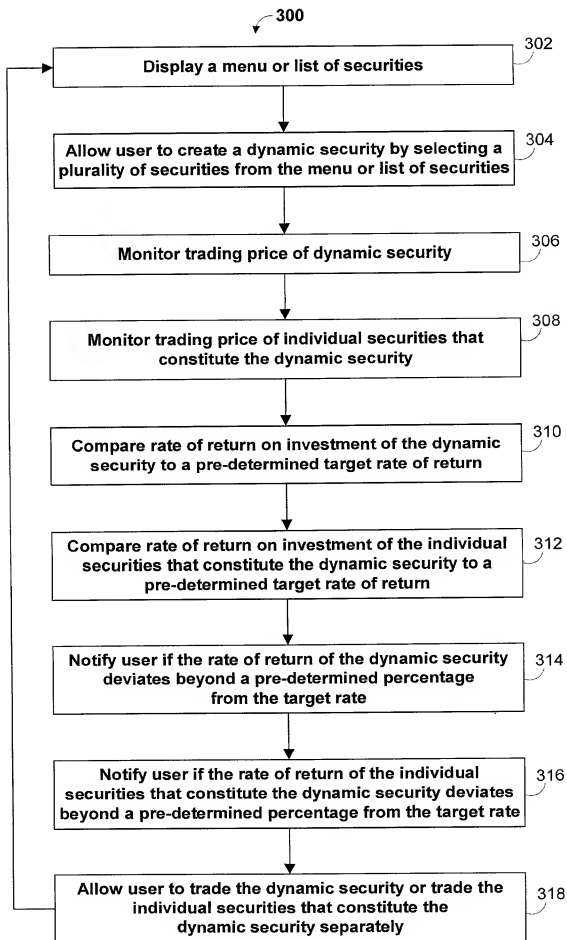 300
302
Display a menu or list of securities
304
Allow user to create a dynamic security by selecting a
plurality of securities from the menu or list of securities
306
Monitor trading price of dynamic security
308
Monitor trading price of individual securities that
constitute the dynamic security
310
Compare rate of return on investment of the dynamic
security to a pre-determined target rate of return
312
Compare rate of return on investment of the individual
securities that constitute the dynamic security to a
pre-determined target rate of return
314
Notify user if the rate of return of the dynamic security
deviates beyond a pre-determined percentage
from the target rate
316
Notify user if the rate of return of the individual
securities that constitute the dynamic security deviates
beyond a pre-determined percentage from the target rate
318
Allow user to trade the dynamic security or trade the
individual securities that constitute the
dynamic security separately